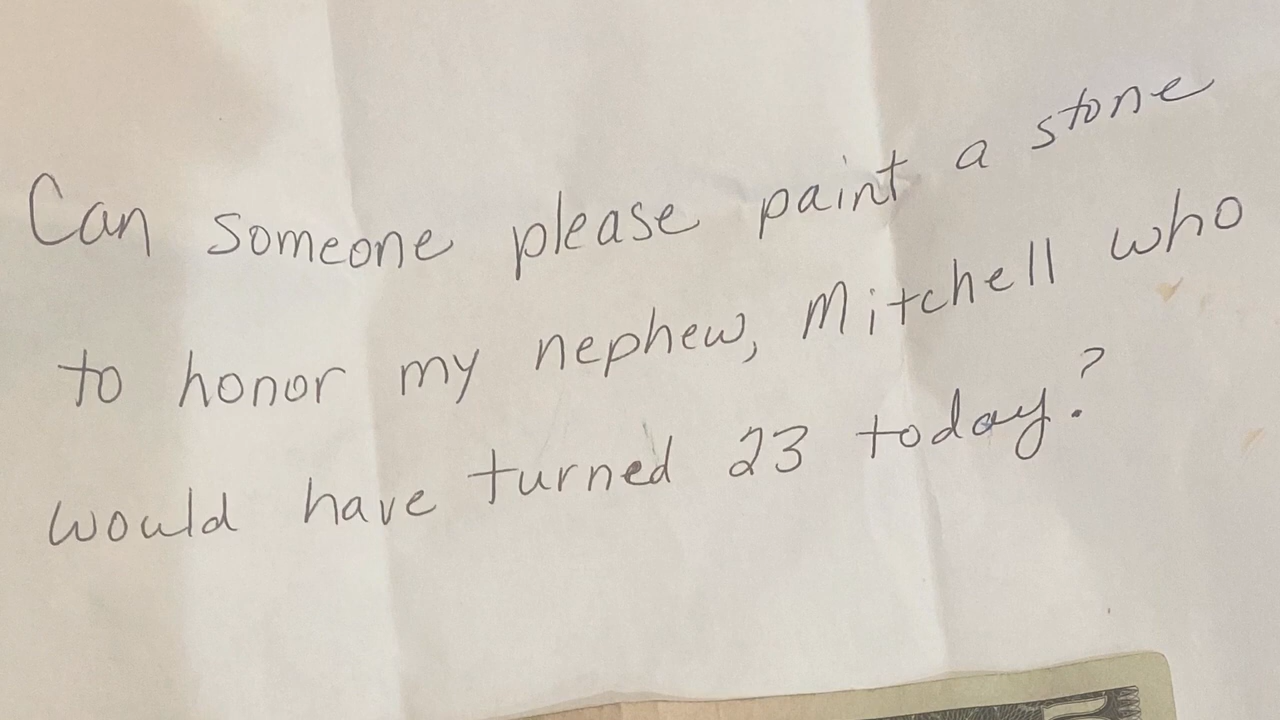 Can someone please paint a stone
to honor my nephew, Mitchell who
would have turned 23 today?